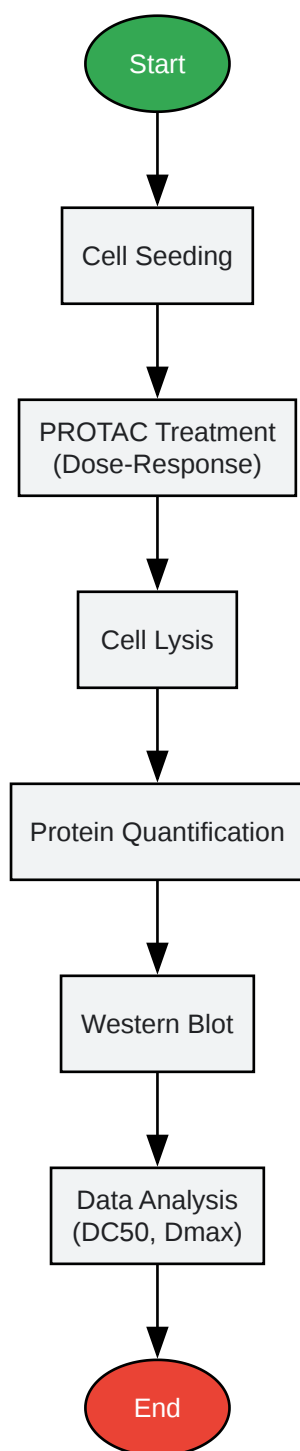 Start
Cell Seeding
PROTAC Treatment
(Dose-Response)
Cell Lysis
Protein Quantification
Western Blot
Data Analysis
(DC50, Dmax)
End